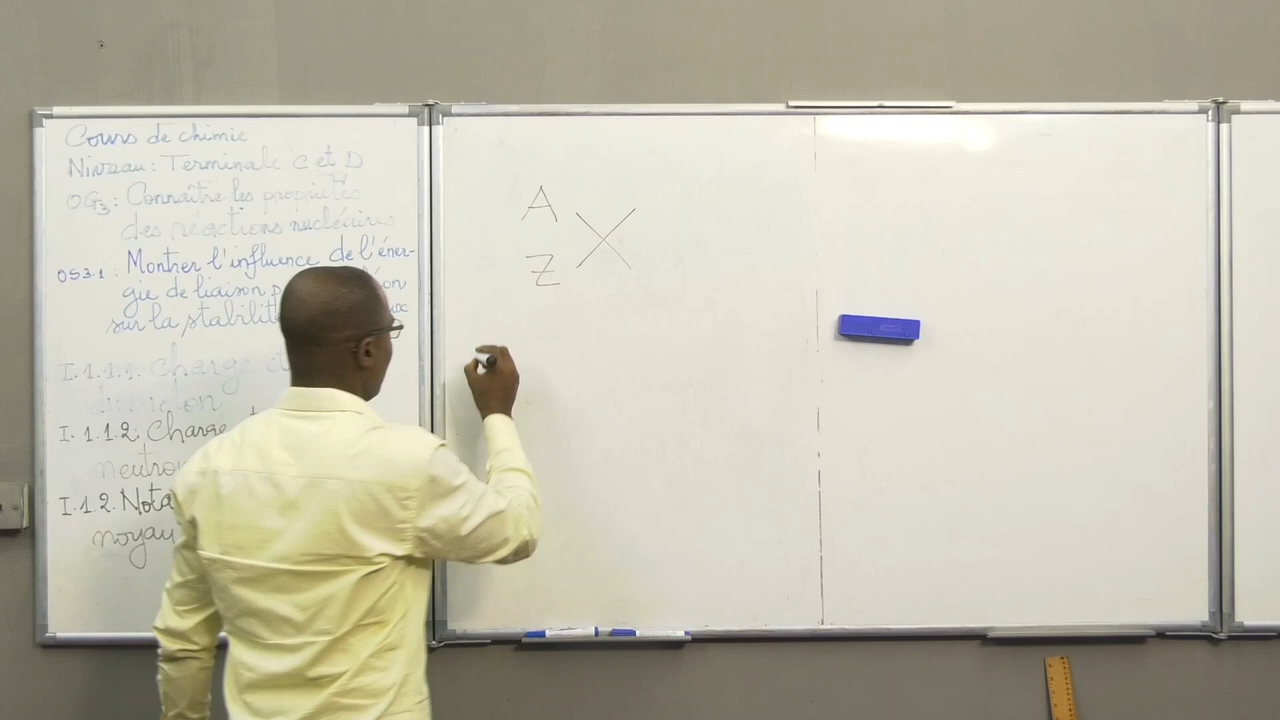 Cours de chimie
Niveau: Terminale C et D
OG3: Connaître les propriétés
des réactions nucléaires
OS3.1: Montrer l'influence de l'éner-
gie de liaison
sur la stabilité
I.1.1.1. Charge
I.1.1.2: Charge
I.1.2. Nota
noyau
A
X
Z